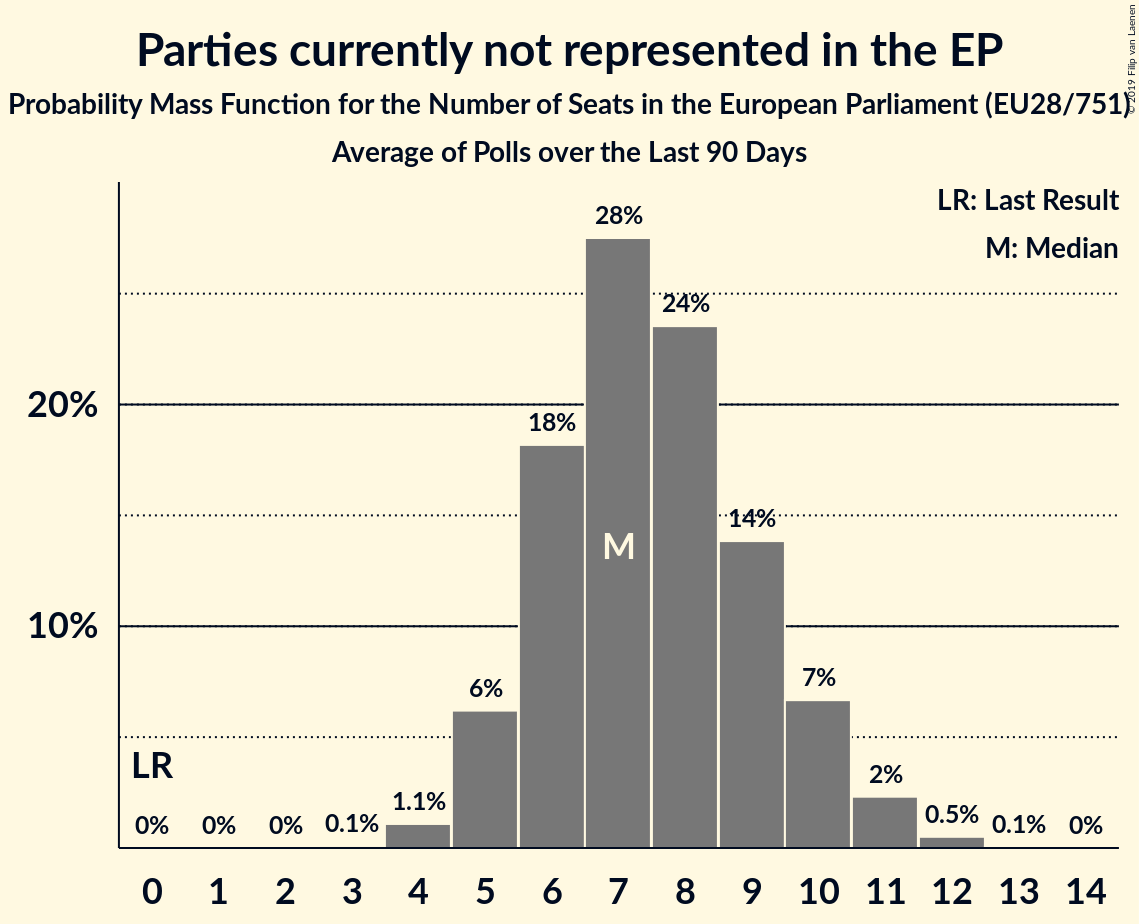 Parties currently not represented in the EP
Probability Mass Function for the Number of Seats in the European Parliament (EU28/751)
Average of Polls over the Last 90 Days
© 2019 Filip van Laenen
LR: Last Result
M: Median
28%
24%
20%
18%
14%
M
10%
7%
6%
LR
2%
1.1%
0.5%
0% 0% 0% 0.1% 0.1% 0%
0 1 2 3 4 5 6 7 8 9 10 11 12 13 14